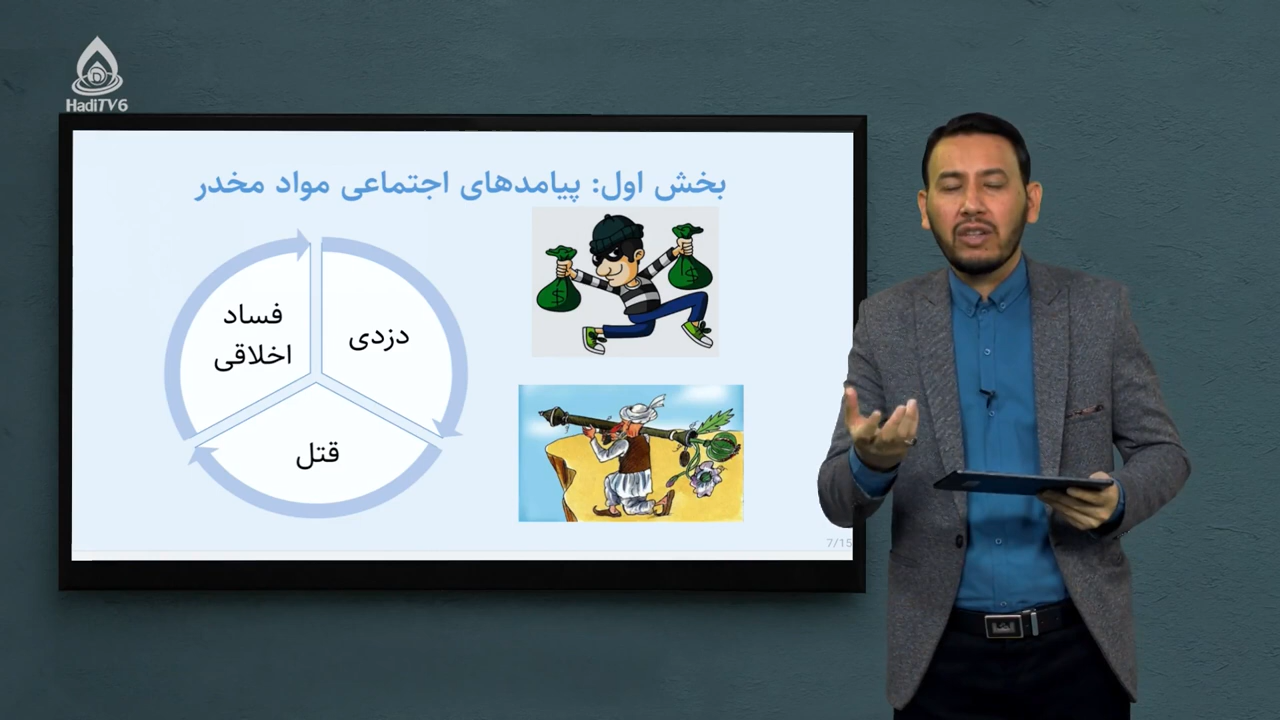 HadiTV6
بخش اول: پیامدهای اجتماعی مواد مخدر
دزدی
فساد
اخلاقی
قتل
7/15